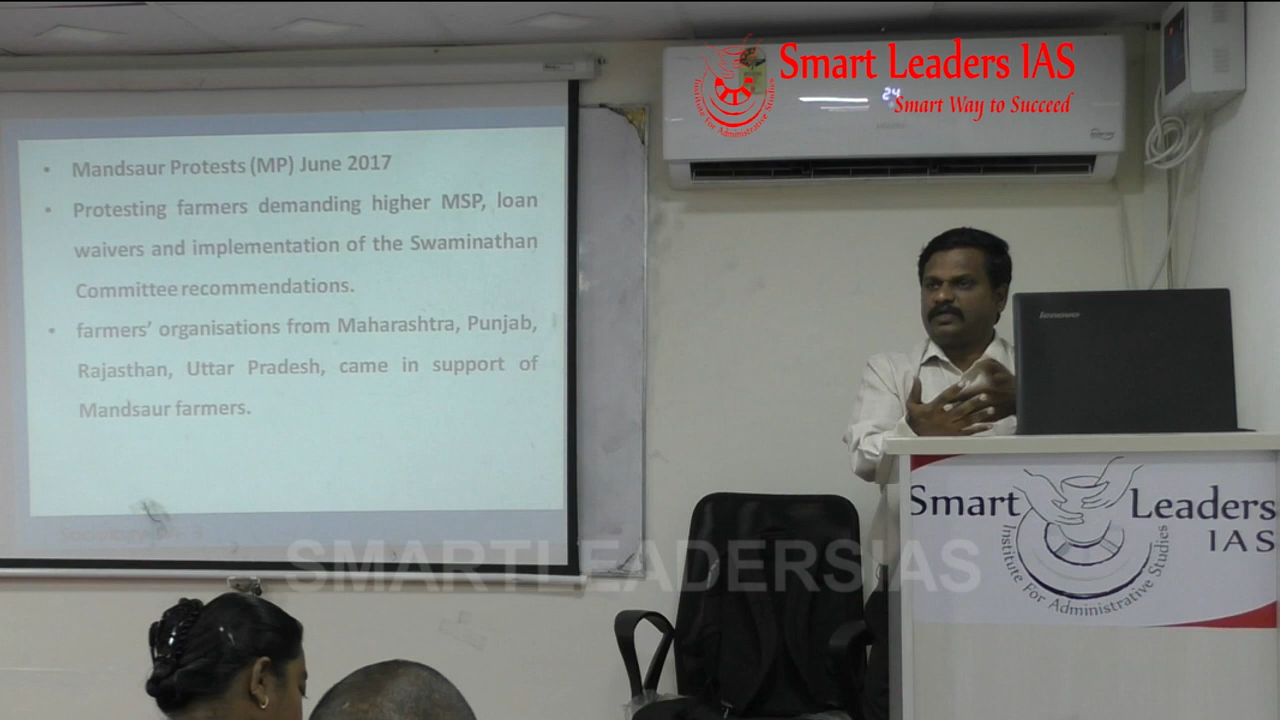 Smart Leaders IAS
Smart Way to Succeed
Institute For Administrative Studies
24
• Mandsaur Protests (MP) June 2017
• Protesting farmers demanding higher MSP, loan
waivers and implementation of the Swaminathan
Committee recommendations.
• farmers' organisations from Maharashtra, Punjab,
Rajasthan, Uttar Pradesh, came in support of
Mandsaur farmers.
lenovo
Smart Leaders
IAS
Institute For Administrative Studies
SMARTLEADERSIAS